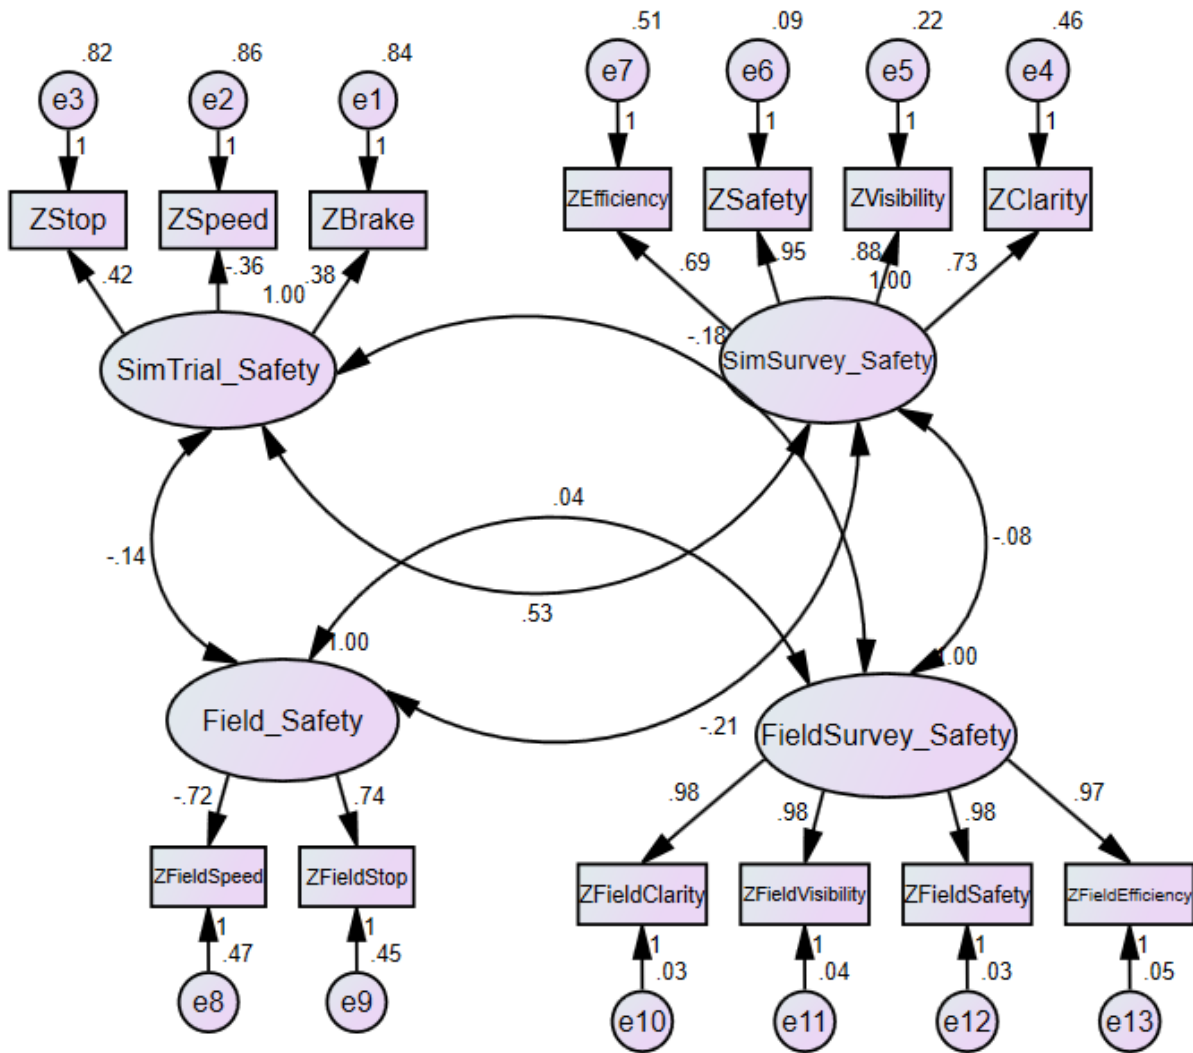 .82 .86 .84 .51 .09 .22 .46
e3 e2 e1 e7 e6 e5 e4
1 1 1 1 1 1 1
ZStop ZSpeed ZBrake ZEfficiency ZSafety ZVisibility ZClarity
.42 -.36 .38 .69 .95 .88 .73
1.00 1.00
SimTrial_Safety SimSurvey_Safety
-.18
.04
-.14 -.08
.53
1.00 1.00
Field_Safety FieldSurvey_Safety
-.21
-.72 .74 .98 .98 .98 .97
ZFieldSpeed ZFieldStop ZFieldClarity ZFieldVisibility ZFieldSafety ZFieldEfficiency
1 1 1 1 1 1
.47 .45 .03 .04 .03 .05
e8 e9 e10 e11 e12 e13